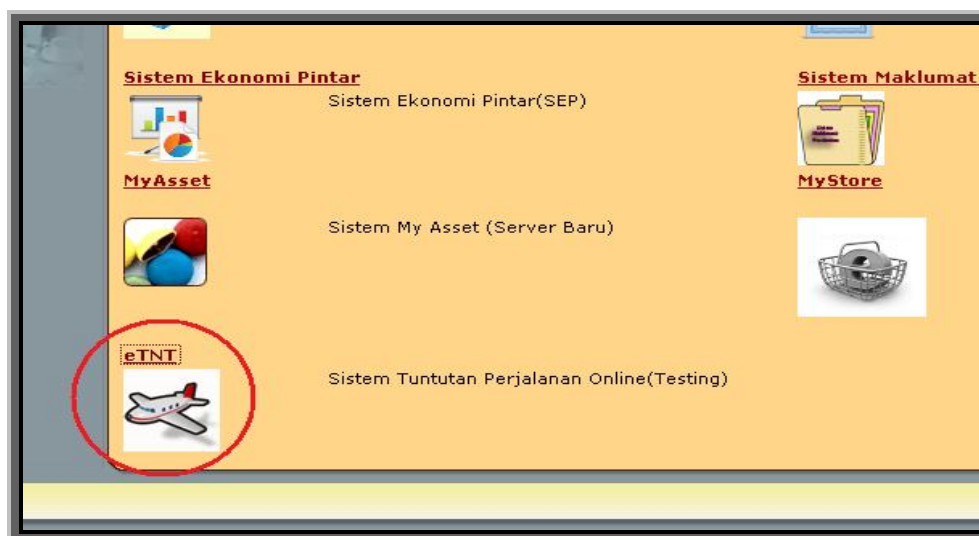 Sistem Ekonomi Pintar
Sistem Ekonomi Pintar(SEP)
Sistem Maklumat
MyAsset
Sistem My Asset (Server Baru)
MyStore
eTNT
Sistem Tuntutan Perjalanan Online(Testing)